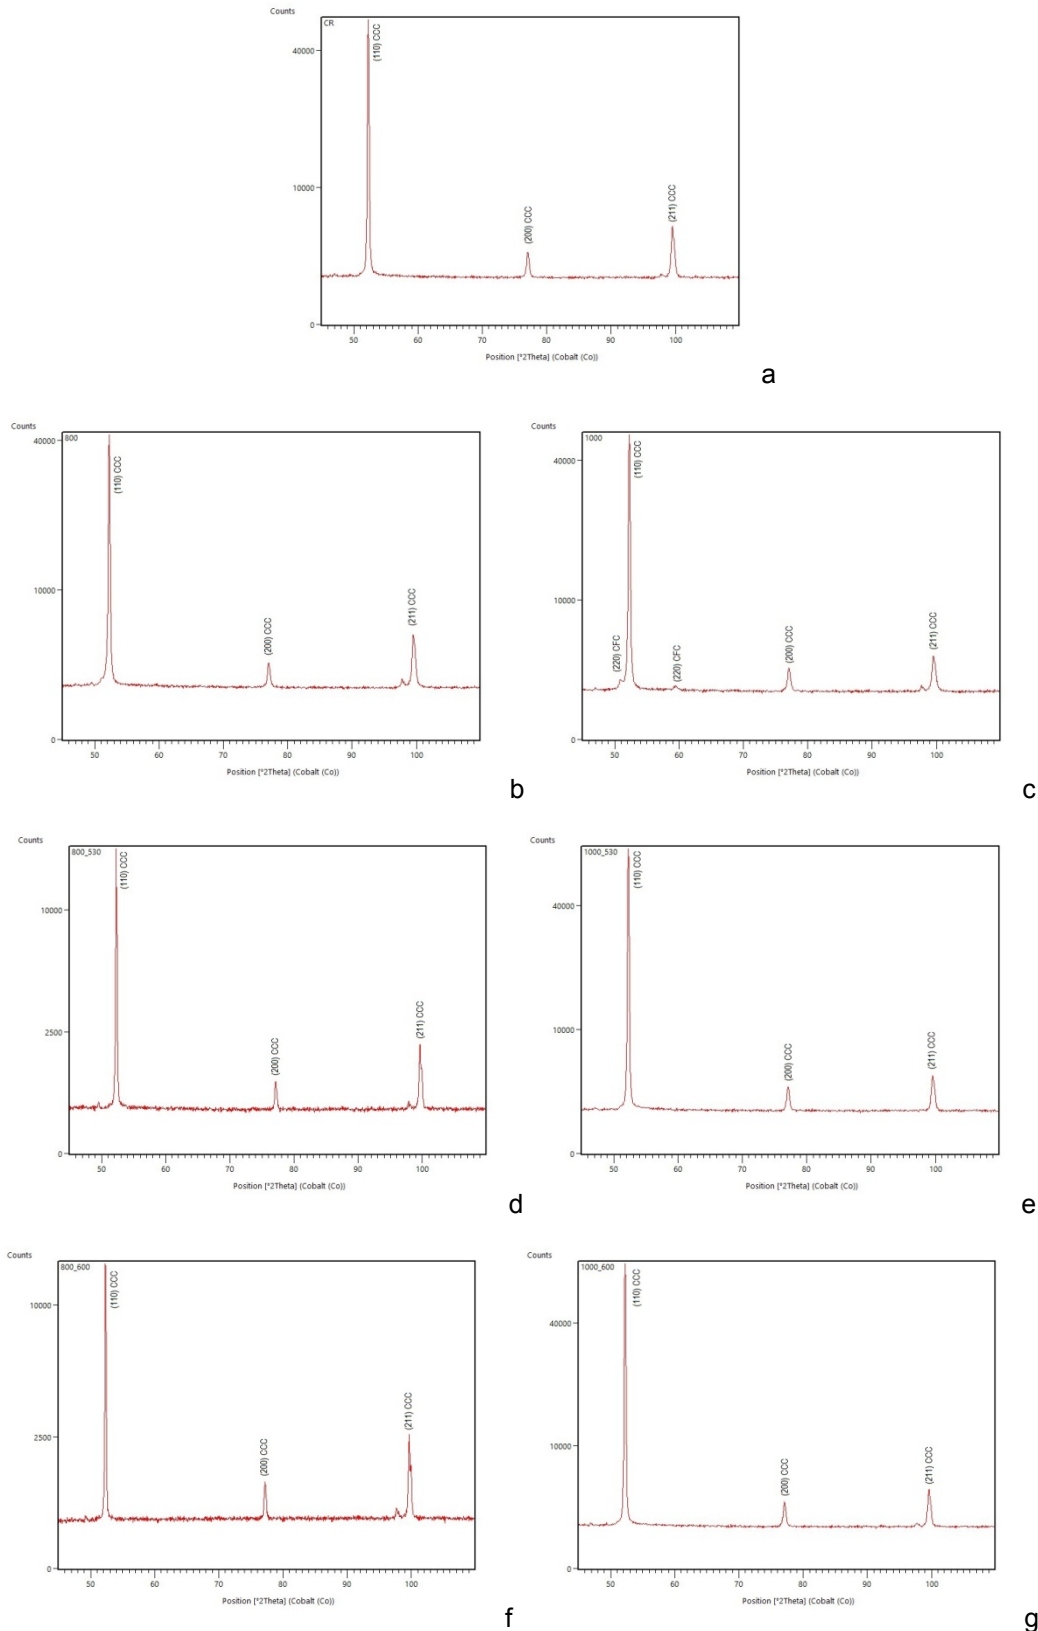 Counts
CR
(110) CCC
(200) CCC
(211) CCC
40000
10000
0
50 60 70 80 90 100
Position [°2Theta] (Cobalt (Co))
a
Counts
800
(110) CCC
(200) CCC
(211) CCC
40000
10000
0
50 60 70 80 90 100
Position [°2Theta] (Cobalt (Co))
b
Counts
1000
(220) CFC
(110) CCC
(220) CFC
(200) CCC
(211) CCC
40000
10000
0
50 60 70 80 90 100
Position [°2Theta] (Cobalt (Co))
c
Counts
800_530
(110) CCC
(200) CCC
(211) CCC
10000
2500
0
50 60 70 80 90 100
Position [°2Theta] (Cobalt (Co))
d
Counts
1000_530
(110) CCC
(200) CCC
(211) CCC
40000
10000
0
50 60 70 80 90 100
Position [°2Theta] (Cobalt (Co))
e
Counts
800_600
(110) CCC
(200) CCC
(211) CCC
10000
2500
0
50 60 70 80 90 100
Position [°2Theta] (Cobalt (Co))
f
Counts
1000_600
(110) CCC
(200) CCC
(211) CCC
40000
10000
0
50 60 70 80 90 100
Position [°2Theta] (Cobalt (Co))
g